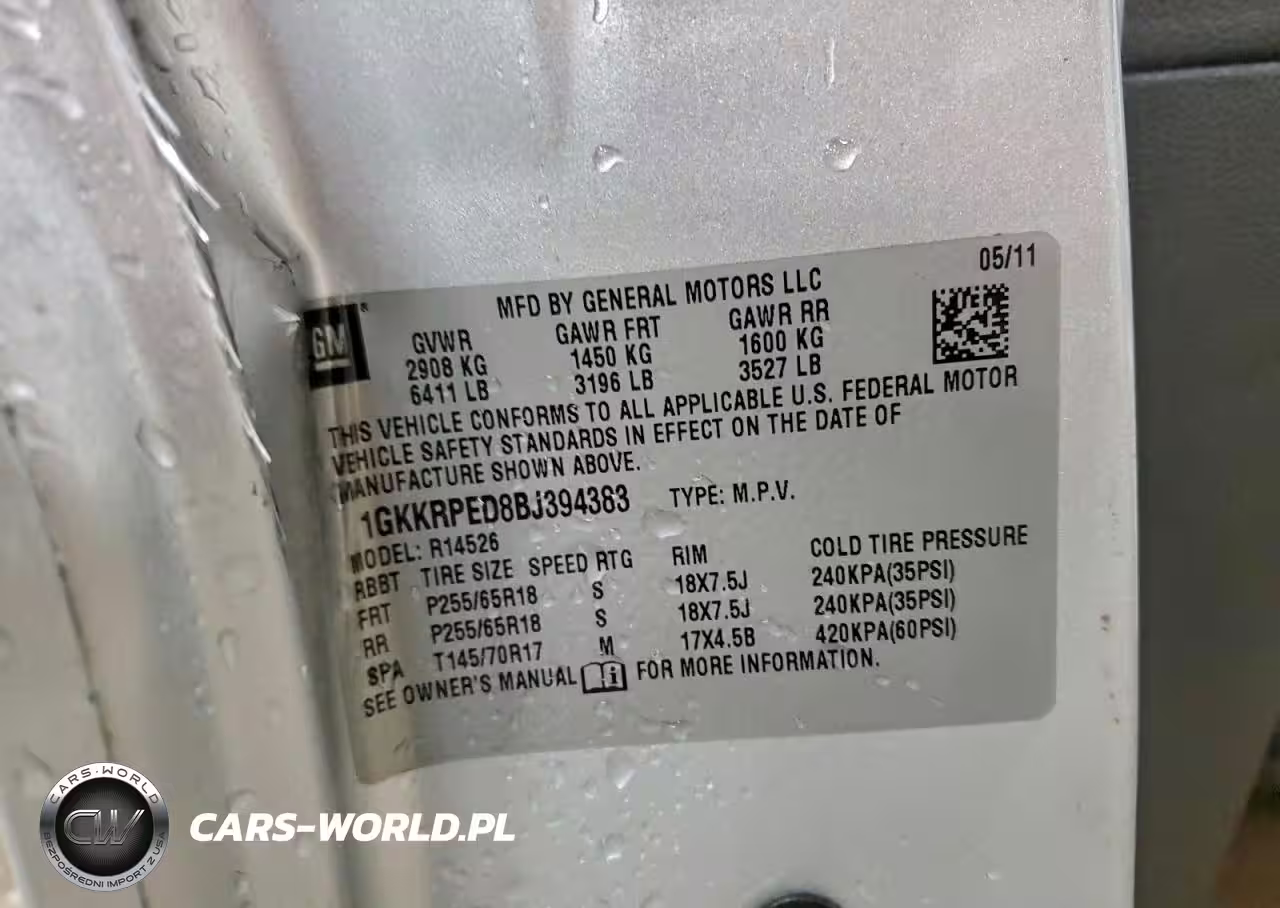 05/11
MFD BY GENERAL MOTORS LLC
GM
GVWR GAWR FRT GAWR RR
2908 KG 1450 KG 1600 KG
6411 LB 3196 LB 3527 LB
THIS VEHICLE CONFORMS TO ALL APPLICABLE U.S. FEDERAL MOTOR
VEHICLE SAFETY STANDARDS IN EFFECT ON THE DATE OF
MANUFACTURE SHOWN ABOVE.
1GKKRPED8BJ394383 TYPE: M.P.V.
MODEL: R14526
RBBT TIRE SIZE SPEED RTG RIM COLD TIRE PRESSURE
FRT P255/65R18 S 18X7.5J 240KPA(35PSI)
RR P255/65R18 S 18X7.5J 240KPA(35PSI)
SPA T145/70R17 M 17X4.5B 420KPA(60PSI)
SEE OWNER'S MANUAL FOR MORE INFORMATION.
CARS-WORLD
CW
BEZPOŚREDNI IMPORT Z USA
CARS-WORLD.PL